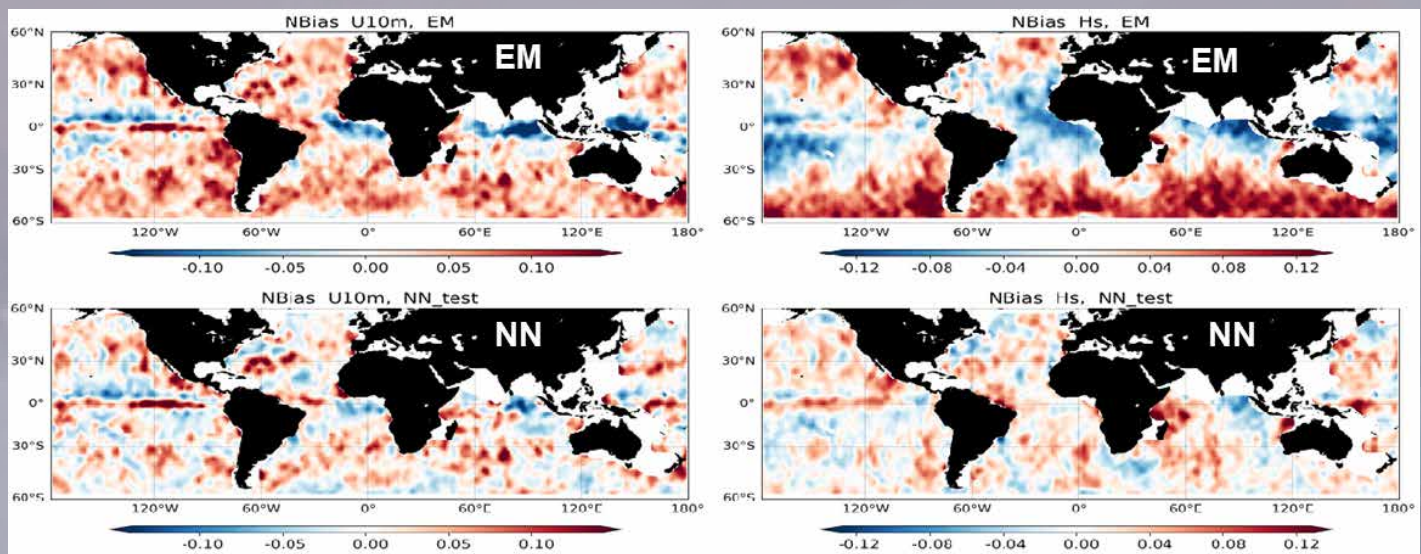 NBias U10m, EM
60°N
30°N
0°
30°S
60°S
EM
120°W 60°W 0° 60°E 120°E 180°
-0.10 -0.05 0.00 0.05 0.10
NBias Hs, EM
60°N
30°N
0°
30°S
60°S
EM
120°W 60°W 0° 60°E 120°E 180°
-0.12 -0.08 -0.04 0.00 0.04 0.08 0.12
NBias U10m, NN_test
60°N
30°N
0°
30°S
60°S
NN
120°W 60°W 0° 60°E 120°E 180°
-0.10 -0.05 0.00 0.05 0.10
NBias Hs, NN_test
60°N
30°N
0°
30°S
60°S
NN
120°W 60°W 0° 60°E 120°E 180°
-0.12 -0.08 -0.04 0.00 0.04 0.08 0.12